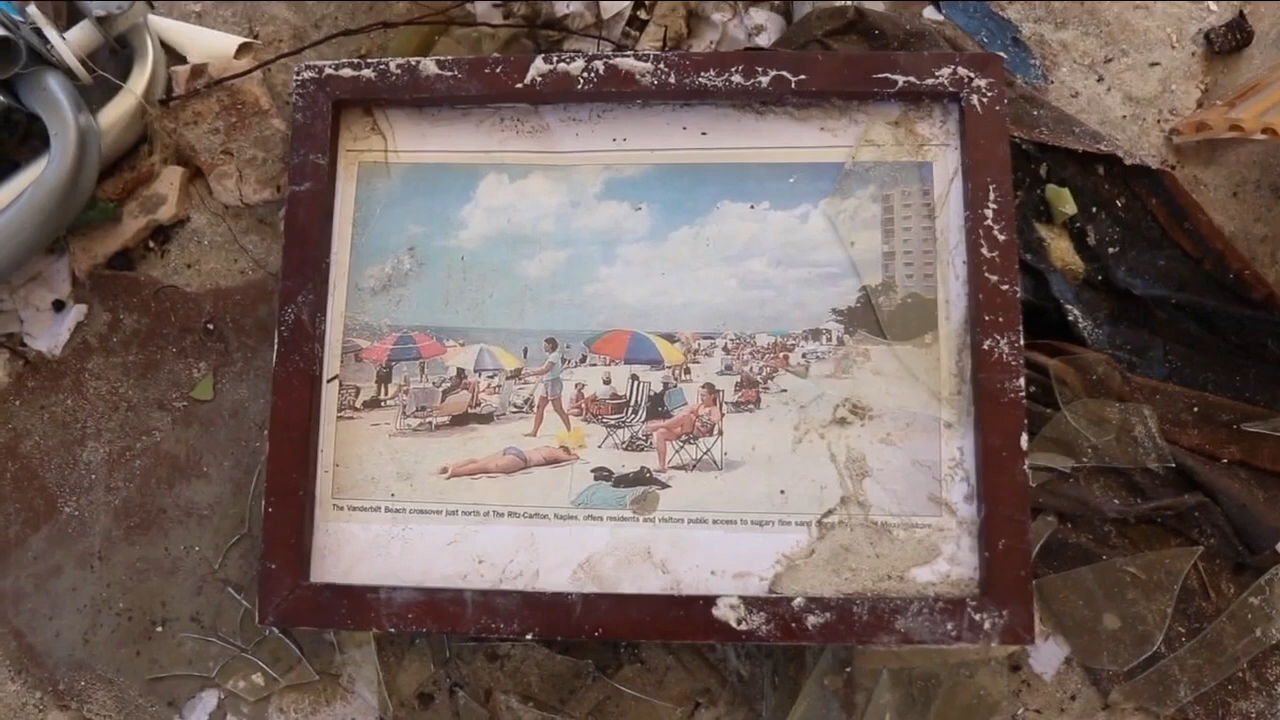 The Vanderbilt Beach crossover just north of The Ritz-Carlton, Naples, offers residents and visitors public access to sugary fine sand